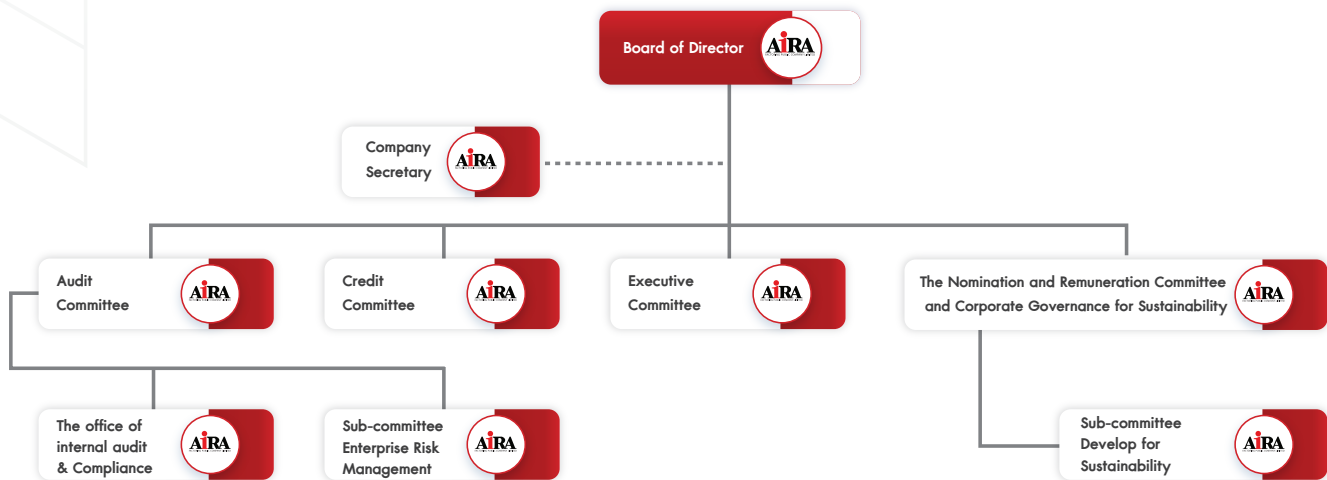 Board of Director
AiRA
Company
Secretary
AiRA
Audit
Committee
AiRA
Credit
Committee
AiRA
Executive
Committee
AiRA
The Nomination and Remuneration Committee
and Corporate Governance for Sustainability
AiRA
The office of
internal audit
& Compliance
AiRA
Sub-committee
Enterprise Risk
Management
AiRA
Sub-committee
Develop for
Sustainability
AiRA